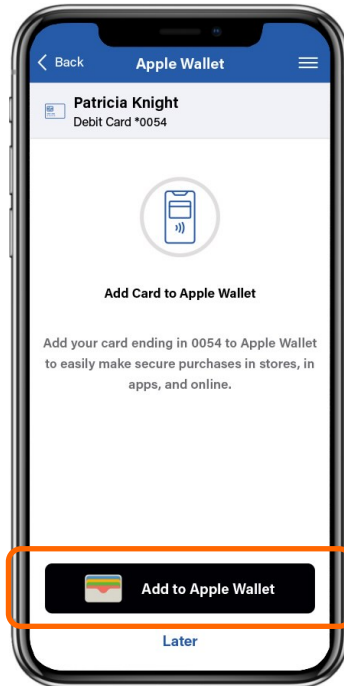 Back
Apple Wallet
Patricia Knight
Debit Card *0054
Add Card to Apple Wallet
Add your card ending in 0054 to Apple Wallet
to easily make secure purchases in stores, in
apps, and online.
Add to Apple Wallet
Later